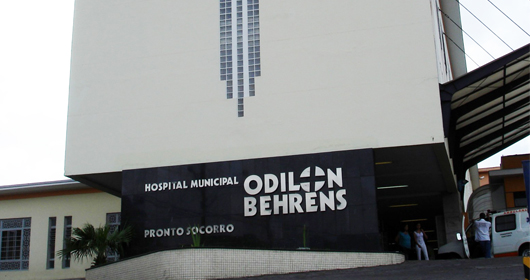 HOSPITAL MUNICIPAL
ODILON
BEHRENS
PRONTO SOCORRO